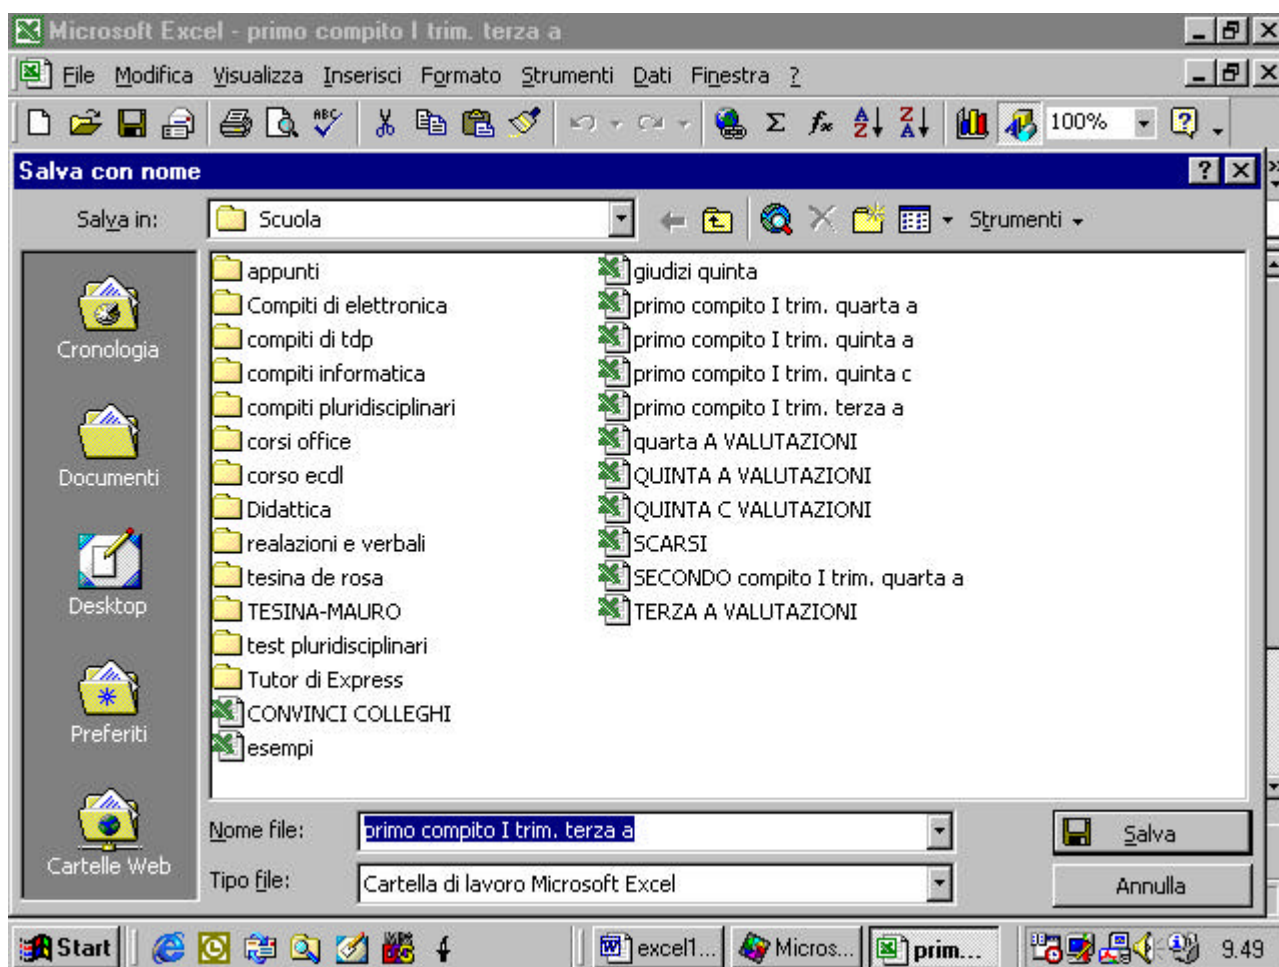 Microsoft Excel - primo compito I trim. terza a
File Modifica Visualizza Inserisci Formato Strumenti Dati Finestra ?
ABC Σ fx A Z Z A 100% ?
Salva con nome
Salva in: Scuola Strumenti
Cronologia
Documenti
Desktop
Preferiti
Cartelle Web
appunti
Compiti di elettronica
compiti di tdp
compiti informatica
compiti pluridisciplinari
corsi office
corso ecdl
Didattica
realazioni e verbali
tesina de rosa
TESINA-MAURO
test pluridisciplinari
Tutor di Express
CONVINCI COLLEGHI
esempi
giudizi quinta
primo compito I trim. quarta a
primo compito I trim. quinta a
primo compito I trim. quinta c
primo compito I trim. terza a
quarta A VALUTAZIONI
QUINTA A VALUTAZIONI
QUINTA C VALUTAZIONI
SCARSI
SECONDO compito I trim. quarta a
TERZA A VALUTAZIONI
Nome file: primo compito I trim. terza a Salva
Tipo file: Cartella di lavoro Microsoft Excel Annulla
Start excel1... Micros... prim... 9.49